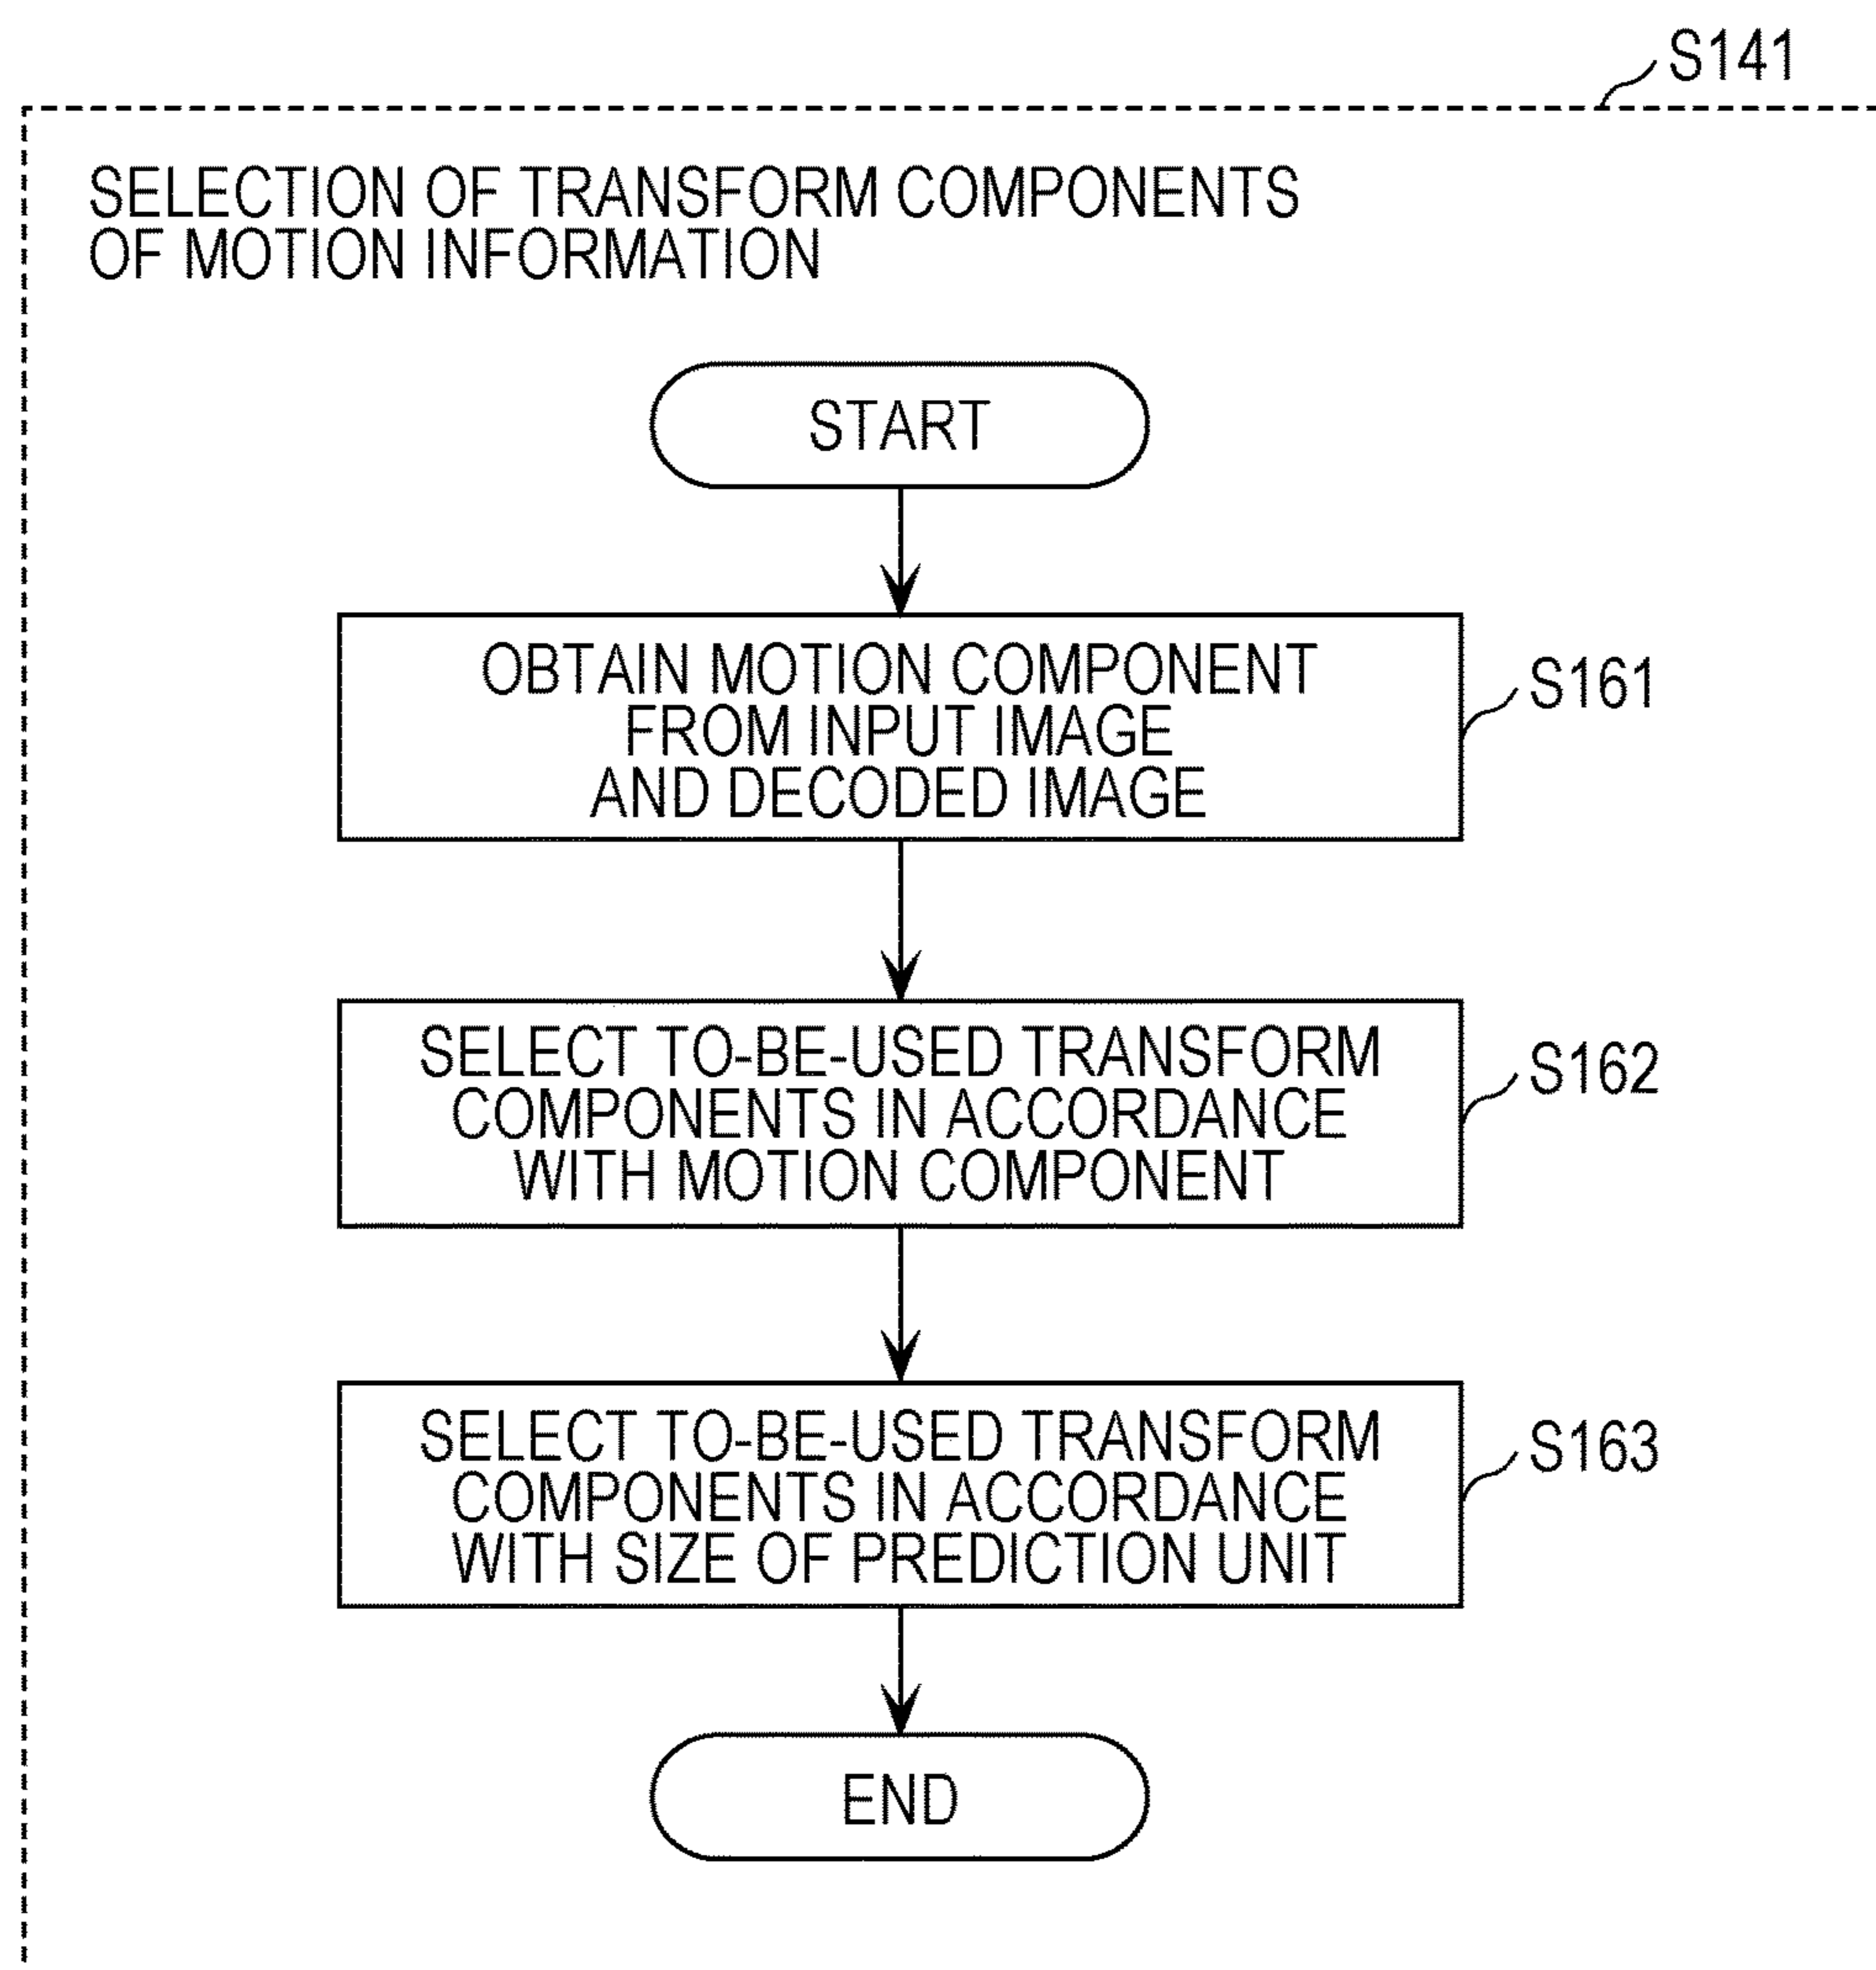 S141
SELECTION OF TRANSFORM COMPONENTS
OF MOTION INFORMATION
START
OBTAIN MOTION COMPONENT
FROM INPUT IMAGE
AND DECODED IMAGE
S161
SELECT TO-BE-USED TRANSFORM
COMPONENTS IN ACCORDANCE
WITH MOTION COMPONENT
S162
SELECT TO-BE-USED TRANSFORM
COMPONENTS IN ACCORDANCE
WITH SIZE OF PREDICTION UNIT
S163
END